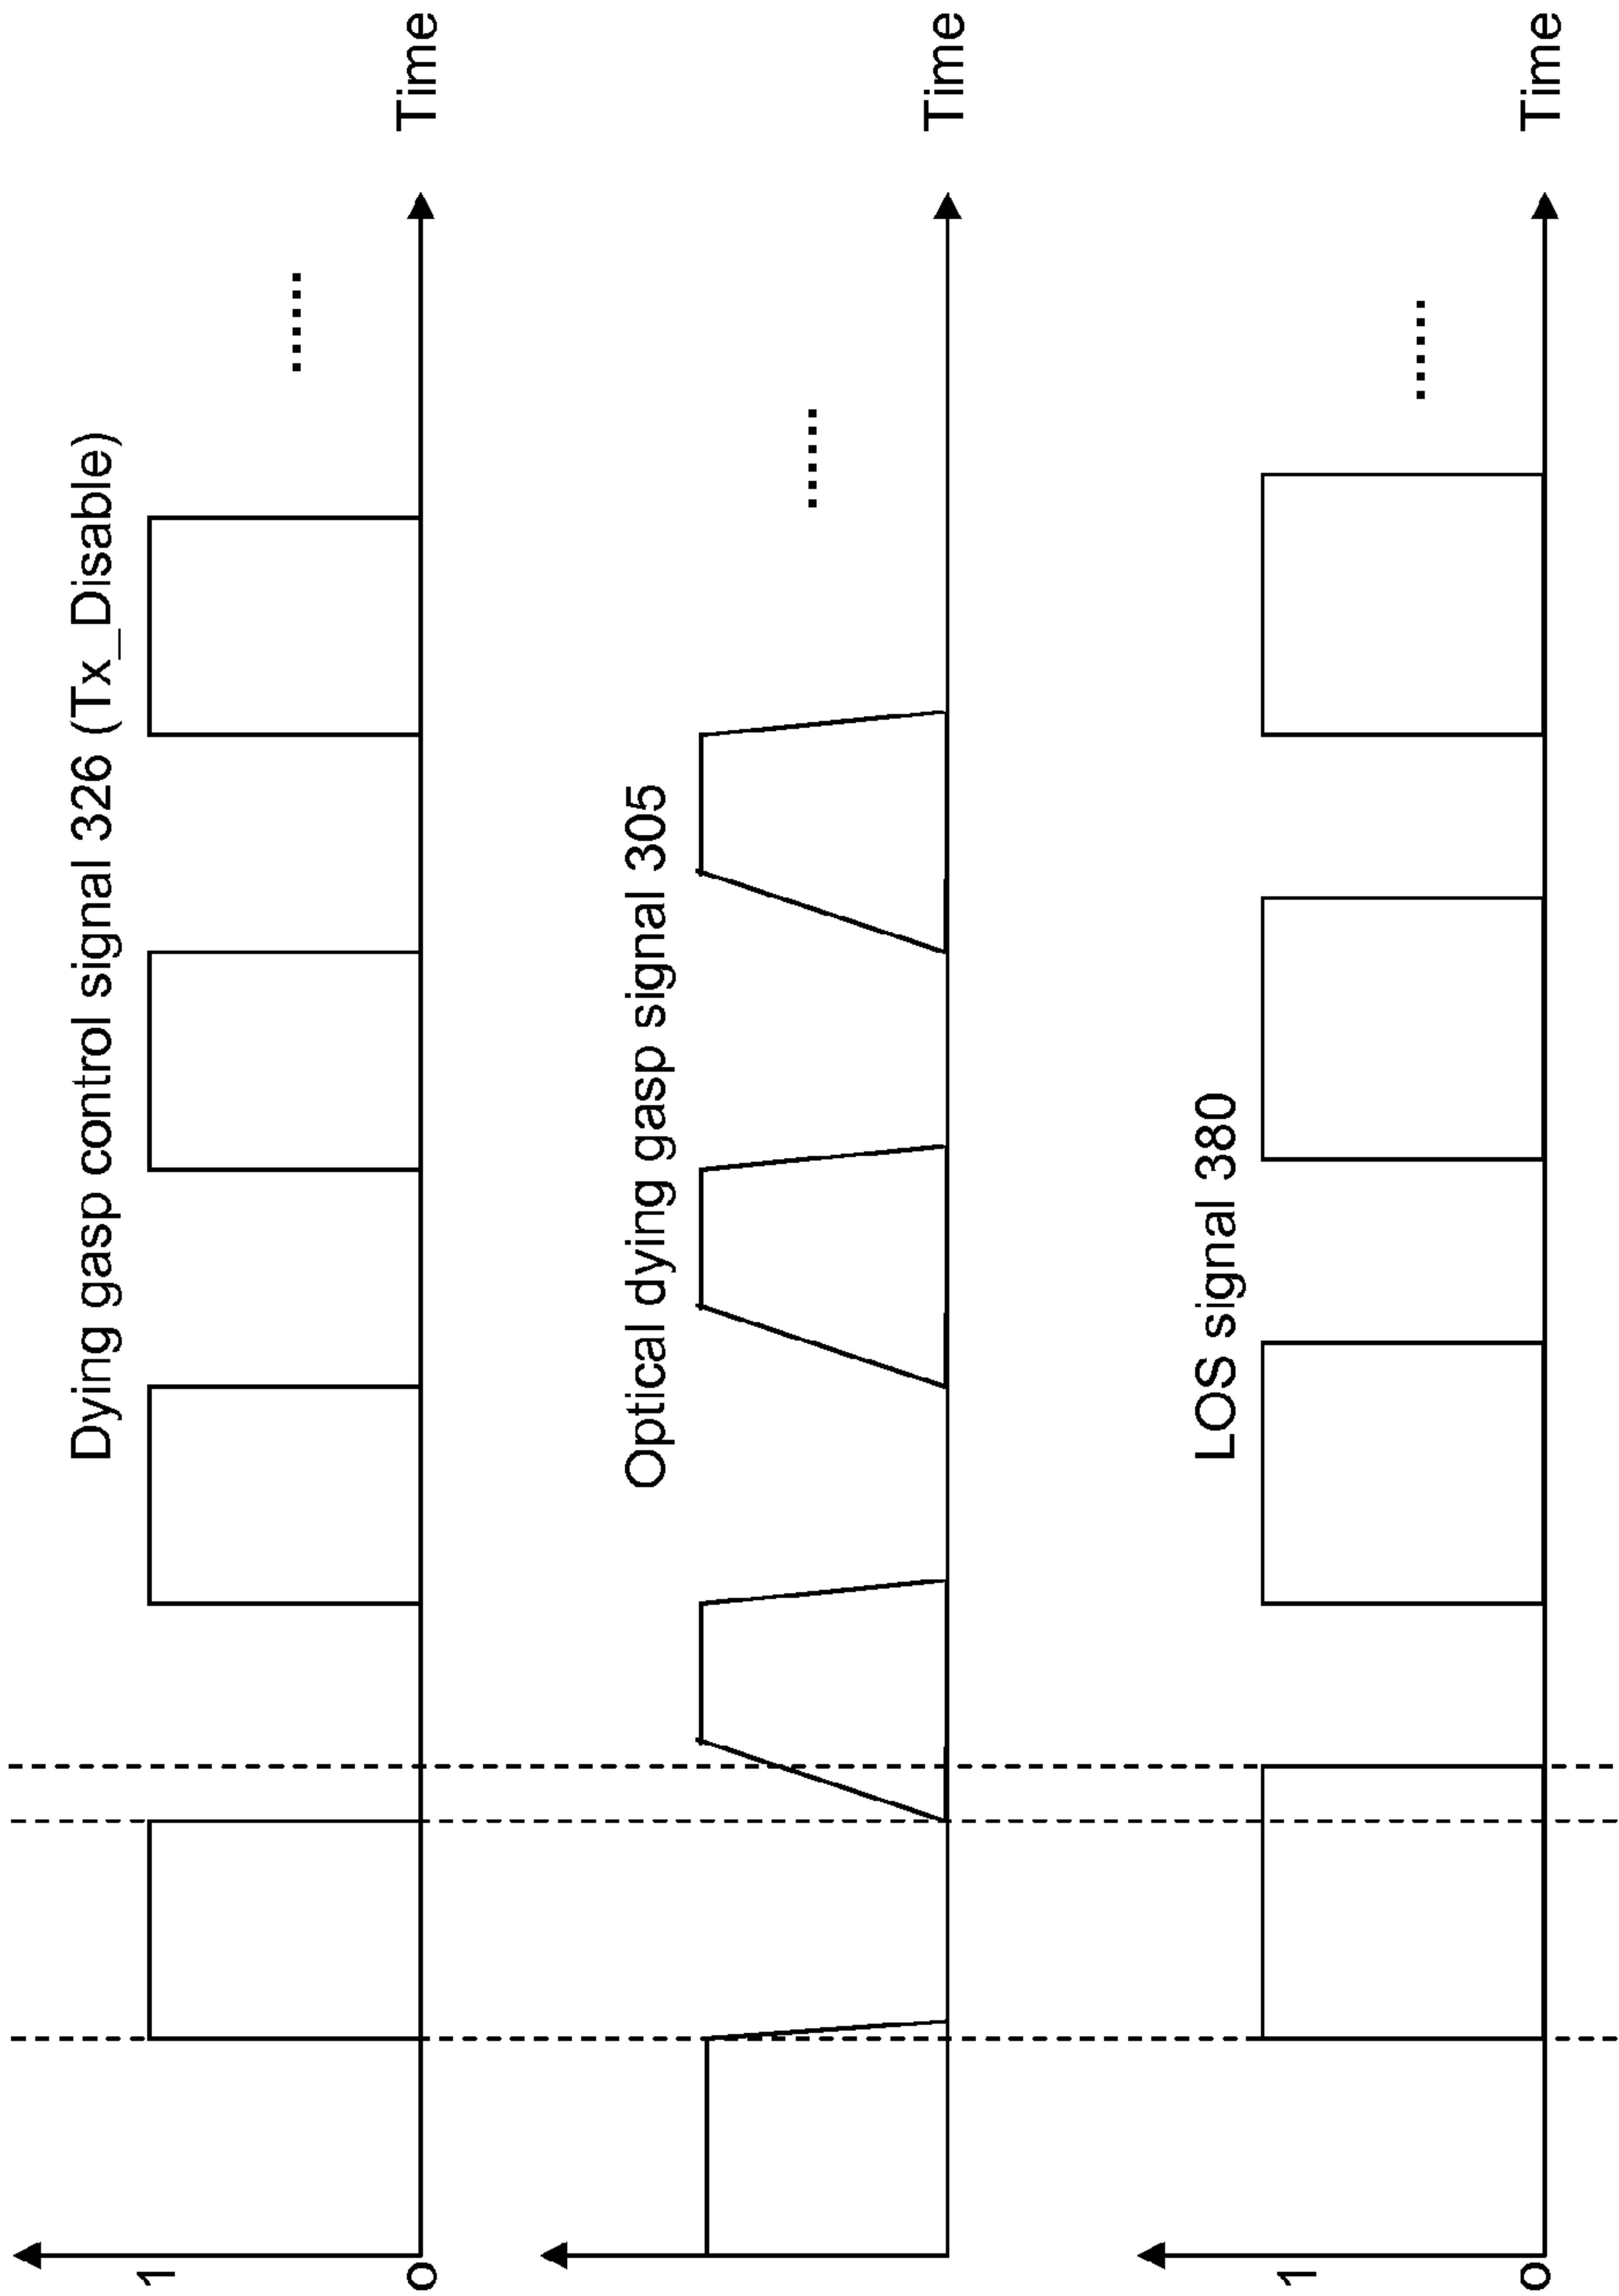 Dying gasp control signal 326 (Tx_Disable)
1
......
0
Time
Optical dying gasp signal 305
......
Time
LOS signal 380
1
......
0
Time